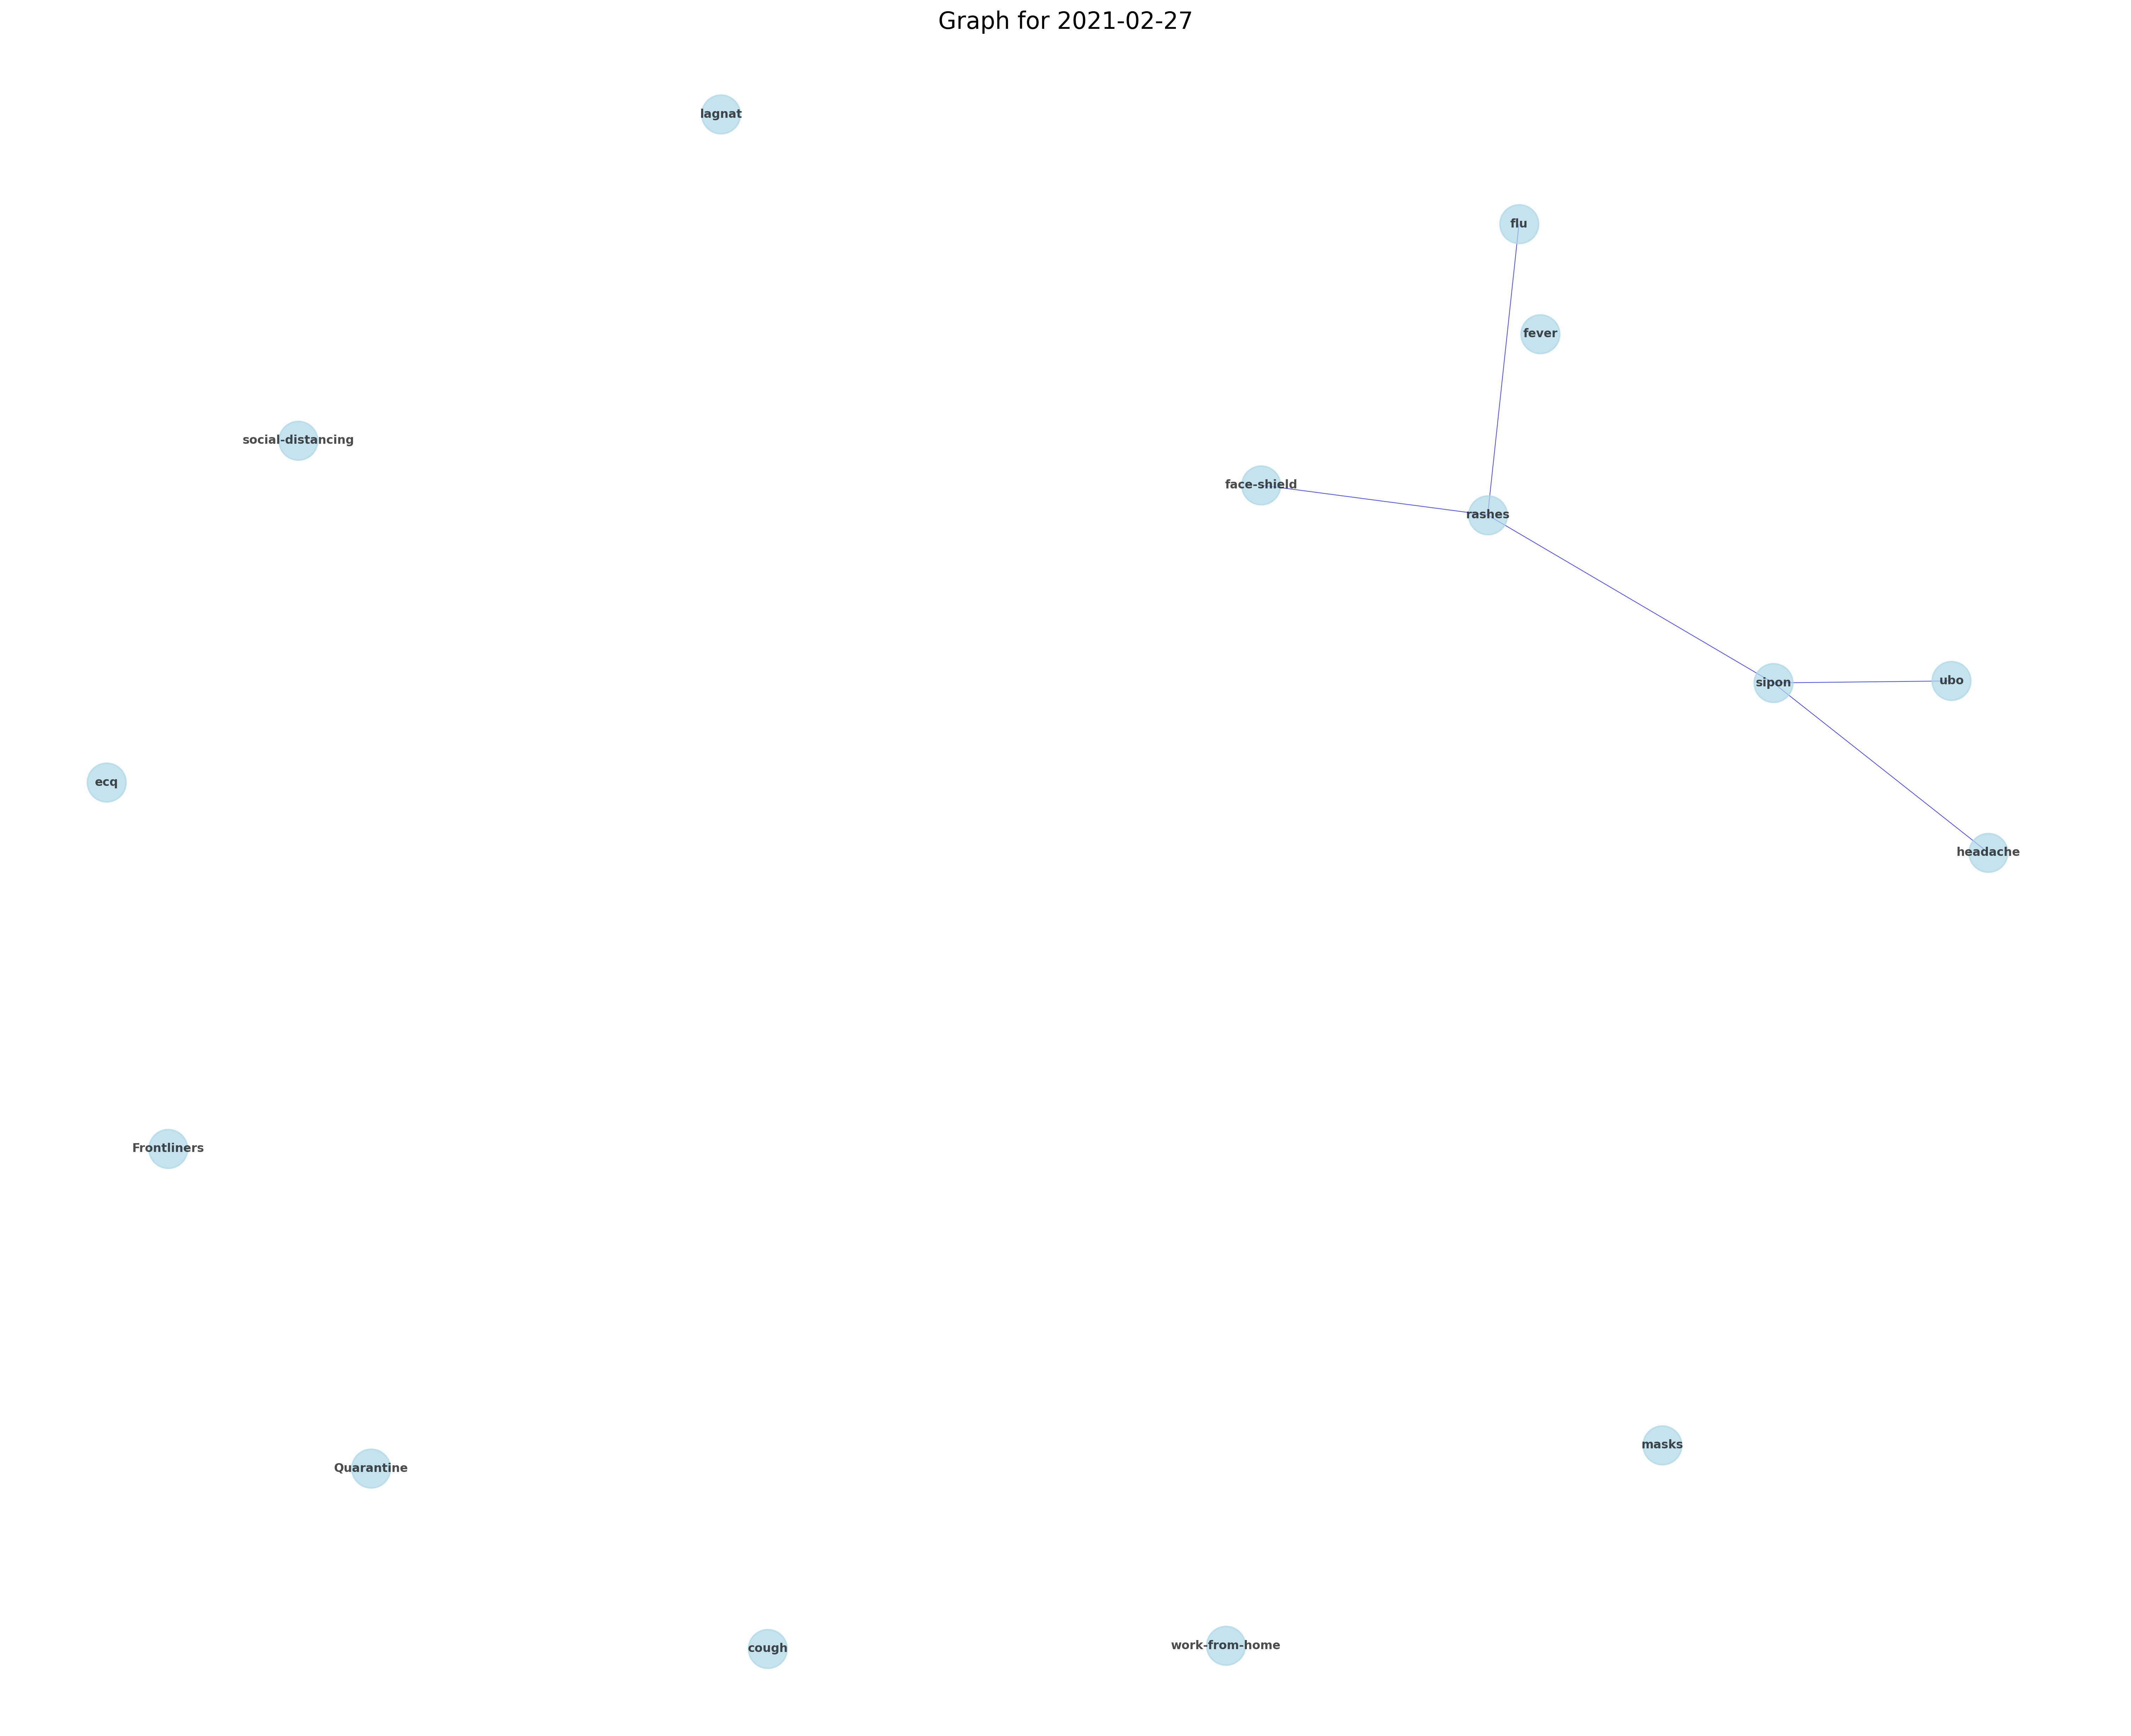 Graph for 2021-02-27
lagnat
flu
fever
social-distancing
face-shield
rashes
sipon
ubo
ecq
headache
Frontliners
masks
Quarantine
work-from-home
cough